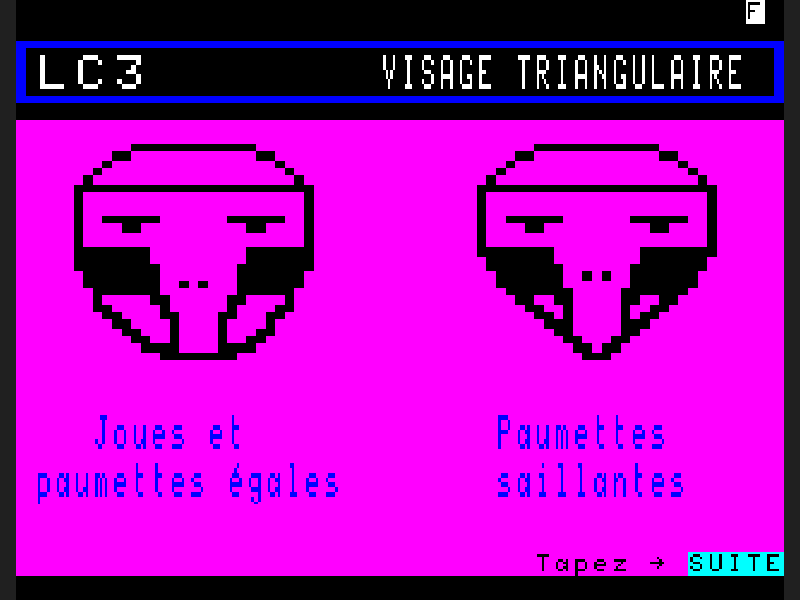 F
LC3 VISAGE TRIANGULAIRE
Joues et
paumettes égales
Paumettes
saillantes
Tapez → SUITE